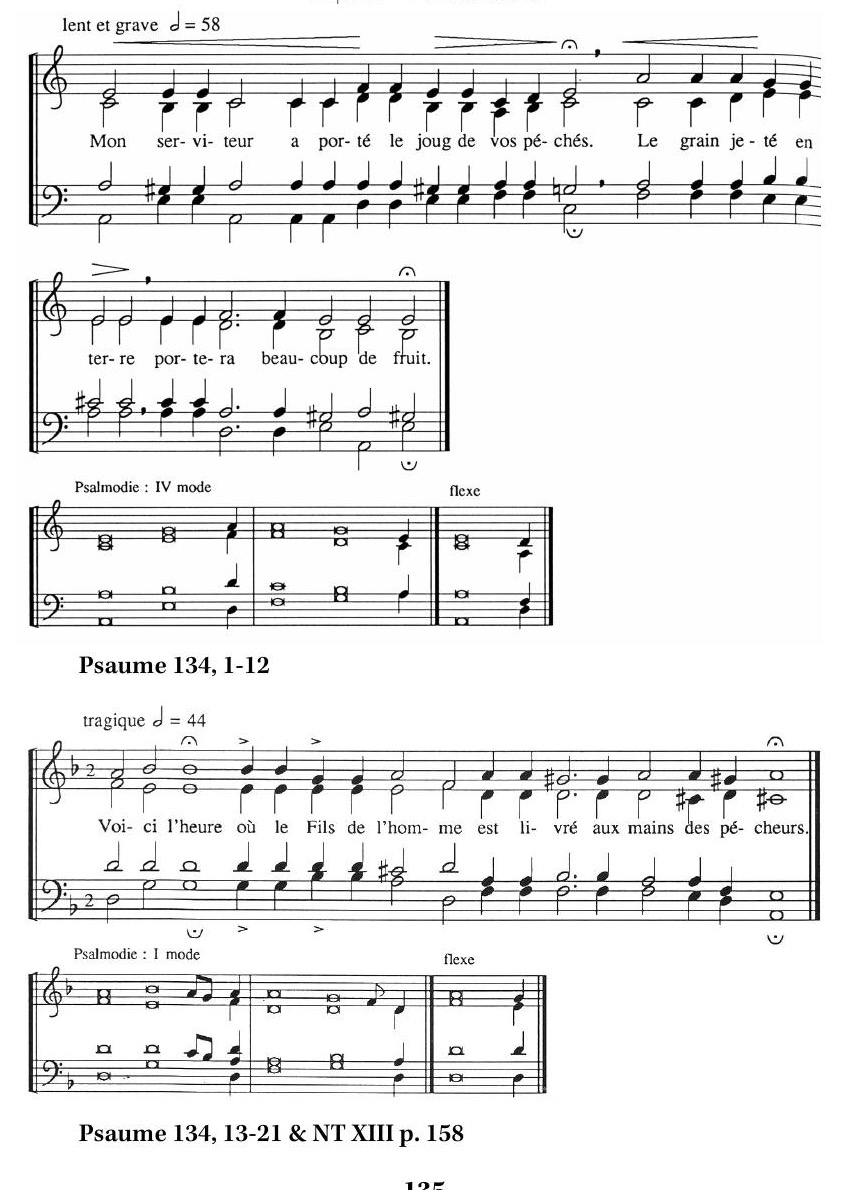 lent et grave 𝅗𝅥 = 58
Mon ser- vi- teur a por- té le joug de vos pé- chés. Le grain je - té en
ter- re por- te- ra beau- coup de fruit.
Psalmodie : IV mode
flexe
Psaume 134, 1-12
tragique 𝅗𝅥 = 44
2
Voi- ci l'heure où le Fils de l'hom- me est li- vré aux mains des pé- cheurs.
2
Psalmodie : I mode
flexe
Psaume 134, 13-21 & NT XIII p. 158
135